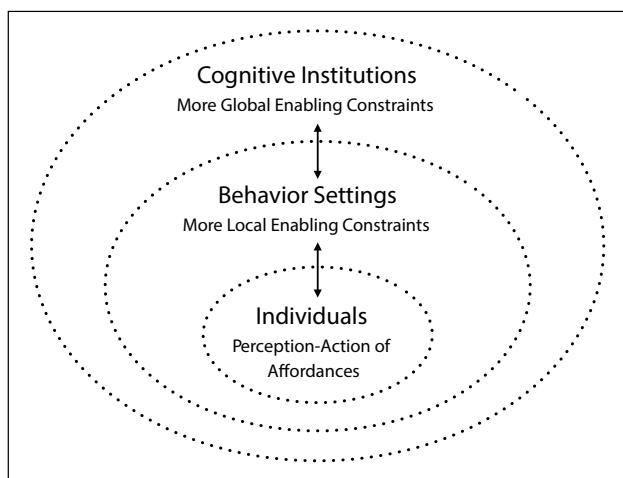 Cognitive Institutions
More Global Enabling Constraints
Behavior Settings
More Local Enabling Constraints
Individuals
Perception-Action of
Affordances